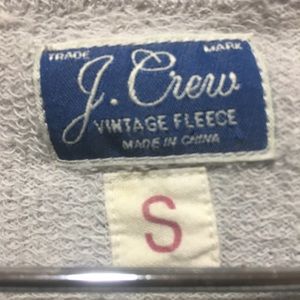 TRADE MARK
J. Crew
VINTAGE FLEECE
MADE IN CHINA
S